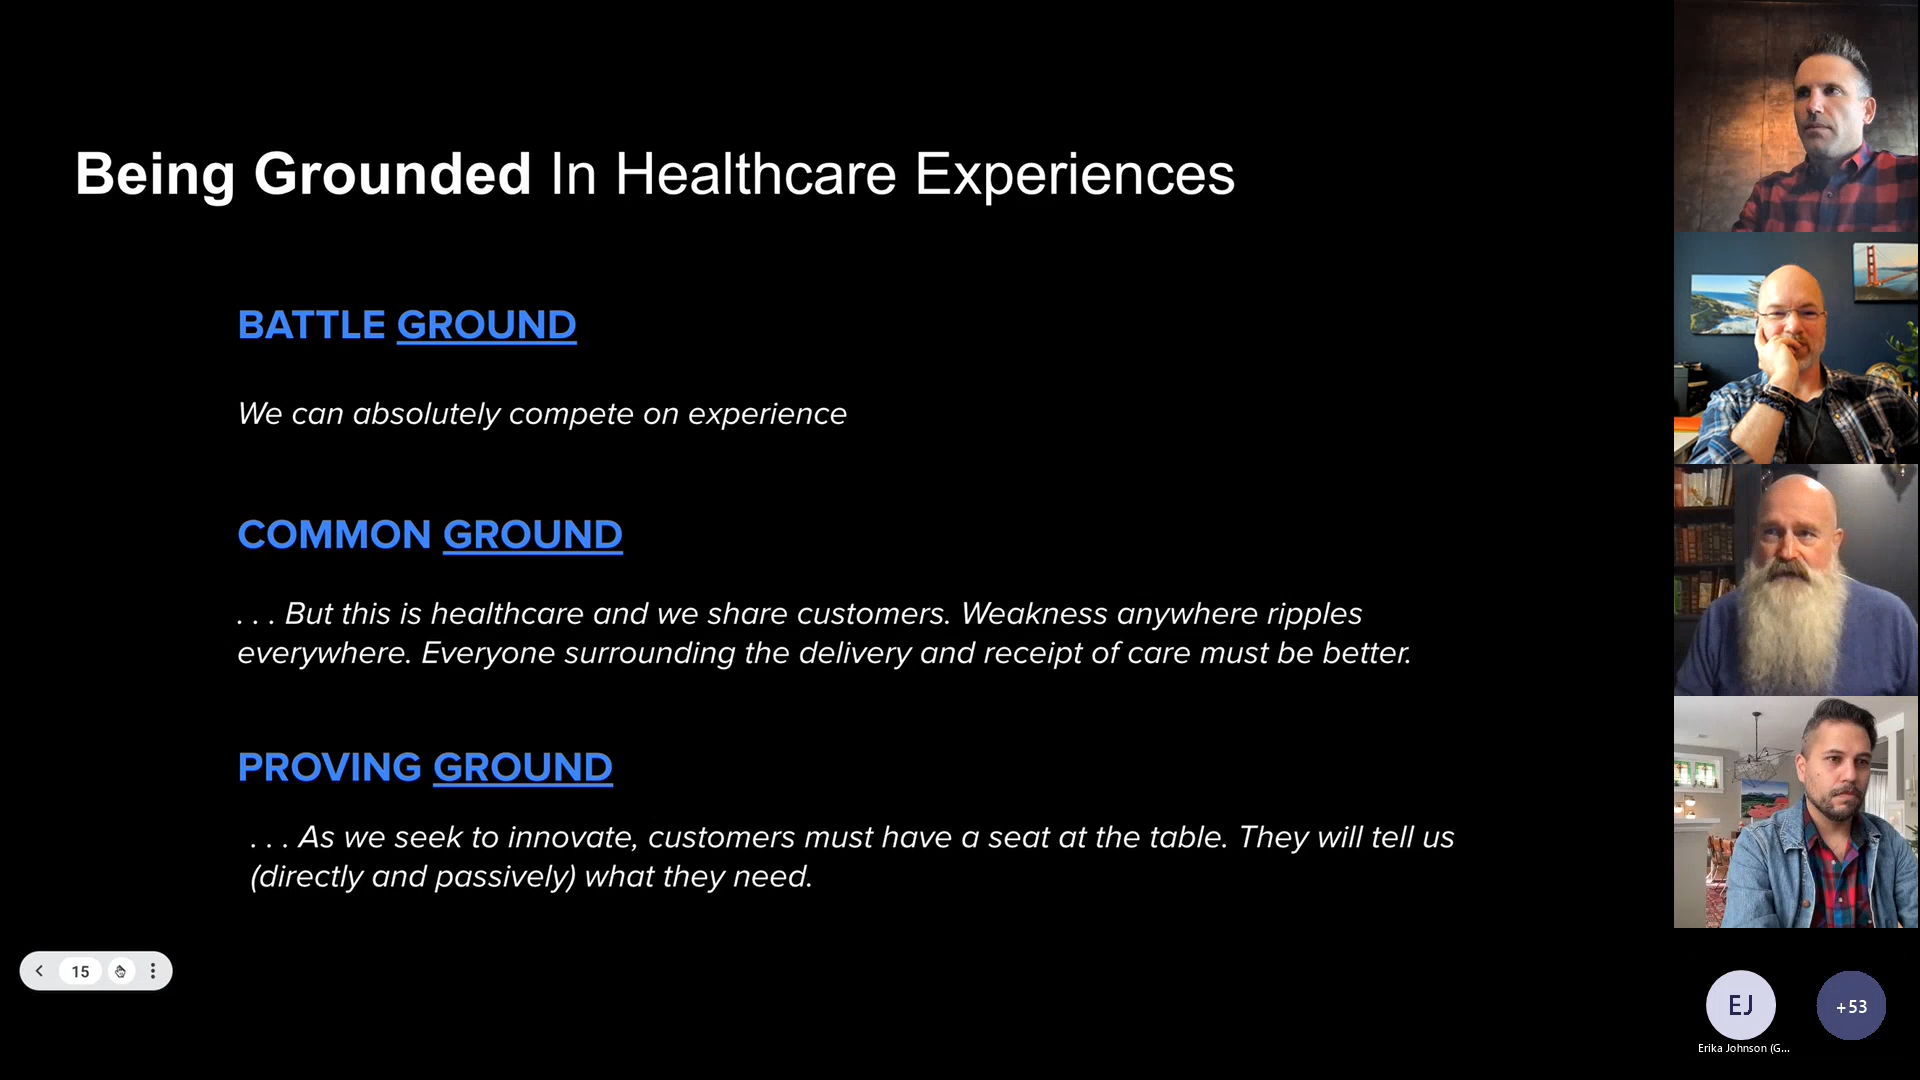 Being Grounded In Healthcare Experiences
BATTLE GROUND
We can absolutely compete on experience
COMMON GROUND
. . . But this is healthcare and we share customers. Weakness anywhere ripples
everywhere. Everyone surrounding the delivery and receipt of care must be better.
PROVING GROUND
. . . As we seek to innovate, customers must have a seat at the table. They will tell us
(directly and passively) what they need.
15
EJ
+53
Erika Johnson (G...